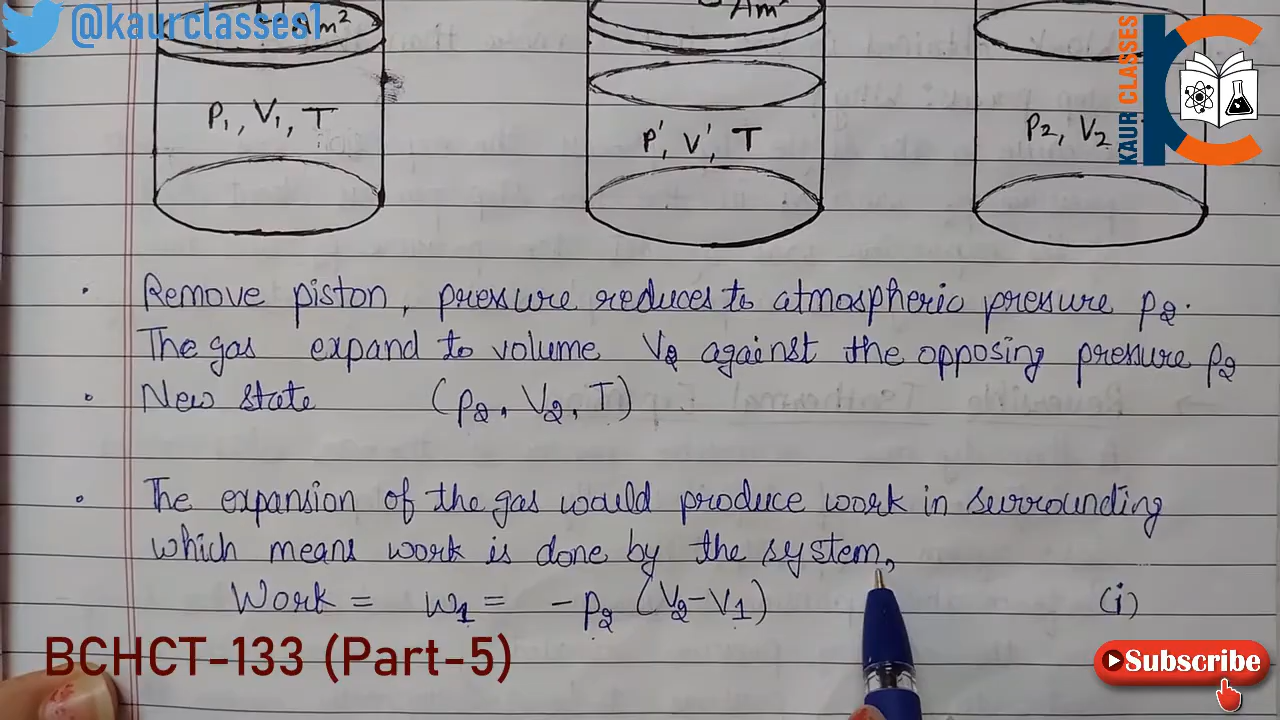 @kaurclasses1
m²
Am²
KAUR CLASSES
P₁, V₁, T
P', V', T
P₂, V₂
Remove piston, pressure reduces to atmospheric presure p₂.
The gas expand to volume V₂ against the opposing pressure p₂
New state (p₂, V₂, T)
The expansion of the gas would produce work in surrounding
which means work is done by the system,
Work = w₁ = -p₂ (V₂-V₁) (i)
BCHCT-133 (Part-5)
Subscribe